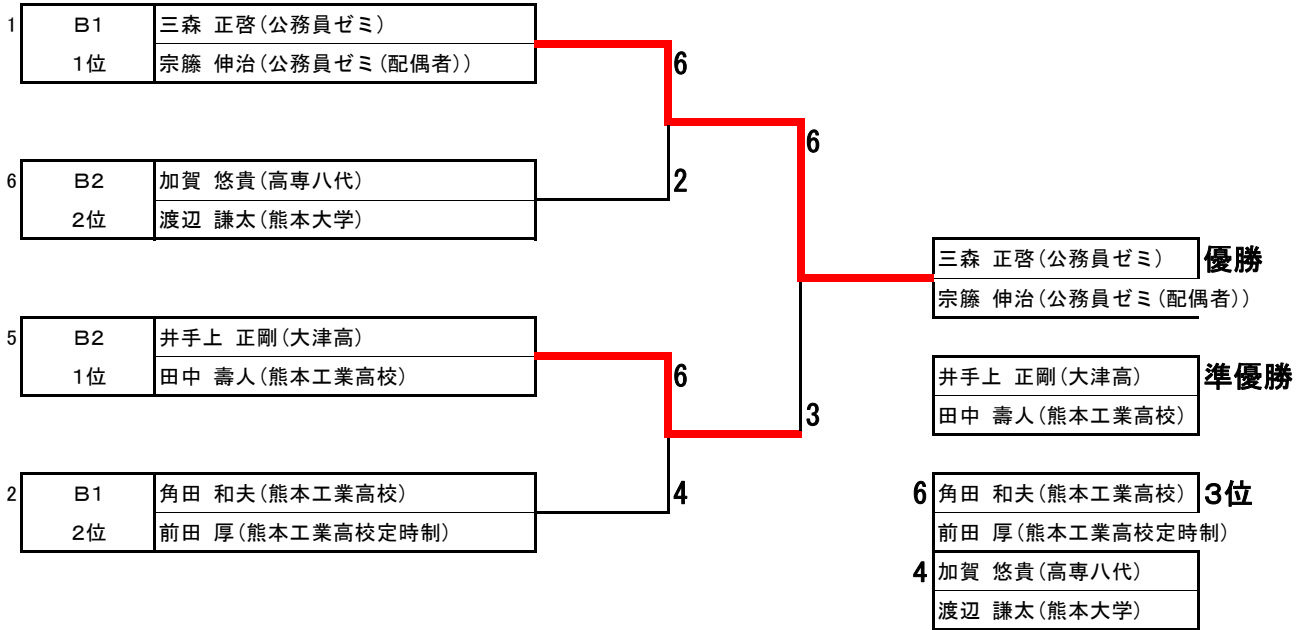 1 B1 三森 正啓(公務員ゼミ)
1位 宗籐 伸治(公務員ゼミ(配偶者))
6
6
6 B2 加賀 悠貴(高専八代)
2
2位 渡辺 謙太(熊本大学)
三森 正啓(公務員ゼミ) 優勝
宗籐 伸治(公務員ゼミ(配偶者))
5 B2 井手上 正剛(大津高)
1位 田中 壽人(熊本工業高校)
6
井手上 正剛(大津高) 準優勝
田中 壽人(熊本工業高校)
3
2 B1 角田 和夫(熊本工業高校)
4
2位 前田 厚(熊本工業高校定時制)
6 角田 和夫(熊本工業高校) 3位
前田 厚(熊本工業高校定時制)
4 加賀 悠貴(高専八代)
渡辺 謙太(熊本大学)